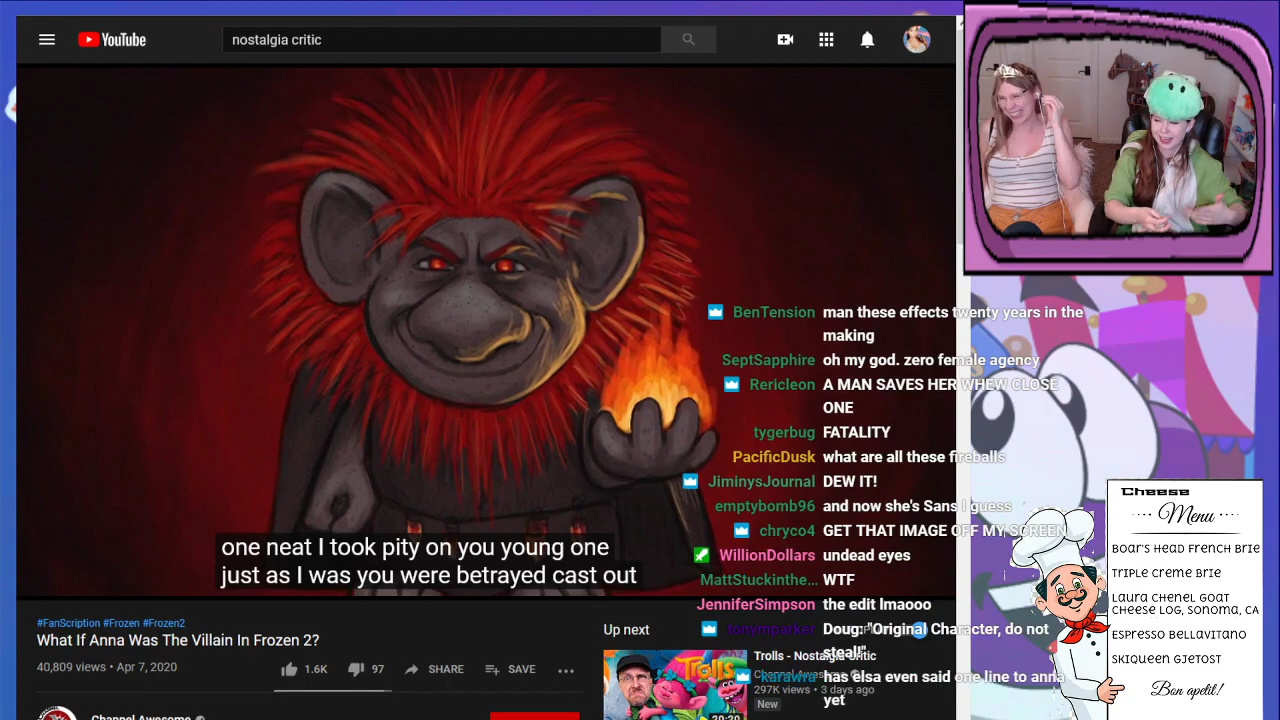 YouTube
nostalgia critic
one neat I took pity on you young one
just as I was you were betrayed cast out
#FanScription #Frozen #Frozen2
What If Anna Was The Villain In Frozen 2?
40,809 views • Apr 7, 2020
1.6K
97
SHARE
SAVE
Channel Awesome
Up next
Trolls - Nostalgia Critic
297K views • 3 days ago
New
20:20
BenTension man these effects twenty years in the
making
SeptSapphire oh my god. zero female agency
Rericleon A MAN SAVES HER WHEW CLOSE
ONE
tygerbug FATALITY
PacificDusk what are all these fireballs
JiminysJournal DEW IT!
emptybomb96 and now she's Sans I guess
chryco4 GET THAT IMAGE OFF MY SCREEN
WillionDollars undead eyes
MattStuckinthe... WTF
JenniferSimpson the edit lmaooo
tonymparker Doug: "Original Character, do not
steal!"
karawra has elsa even said one line to anna
yet
Cheese
Menu
Boar's Head French Brie
Triple Creme Brie
Laura Chenel Goat
Cheese Log, Sonoma, CA
Espresso Bellavitano
Skiqueen Gjetost
Bon apetit!